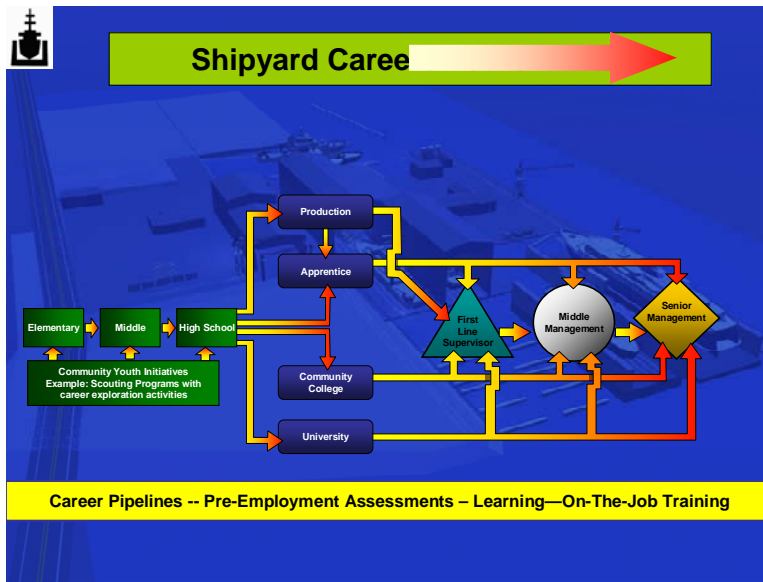 Shipyard Caree
Production
Apprentice
Elementary
Middle
High School
First
Line
Supervisor
Middle
Management
Senior
Management
Community Youth Initiatives
Example: Scouting Programs with
career exploration activities
Community
College
University
Career Pipelines -- Pre-Employment Assessments – Learning—On-The-Job Training